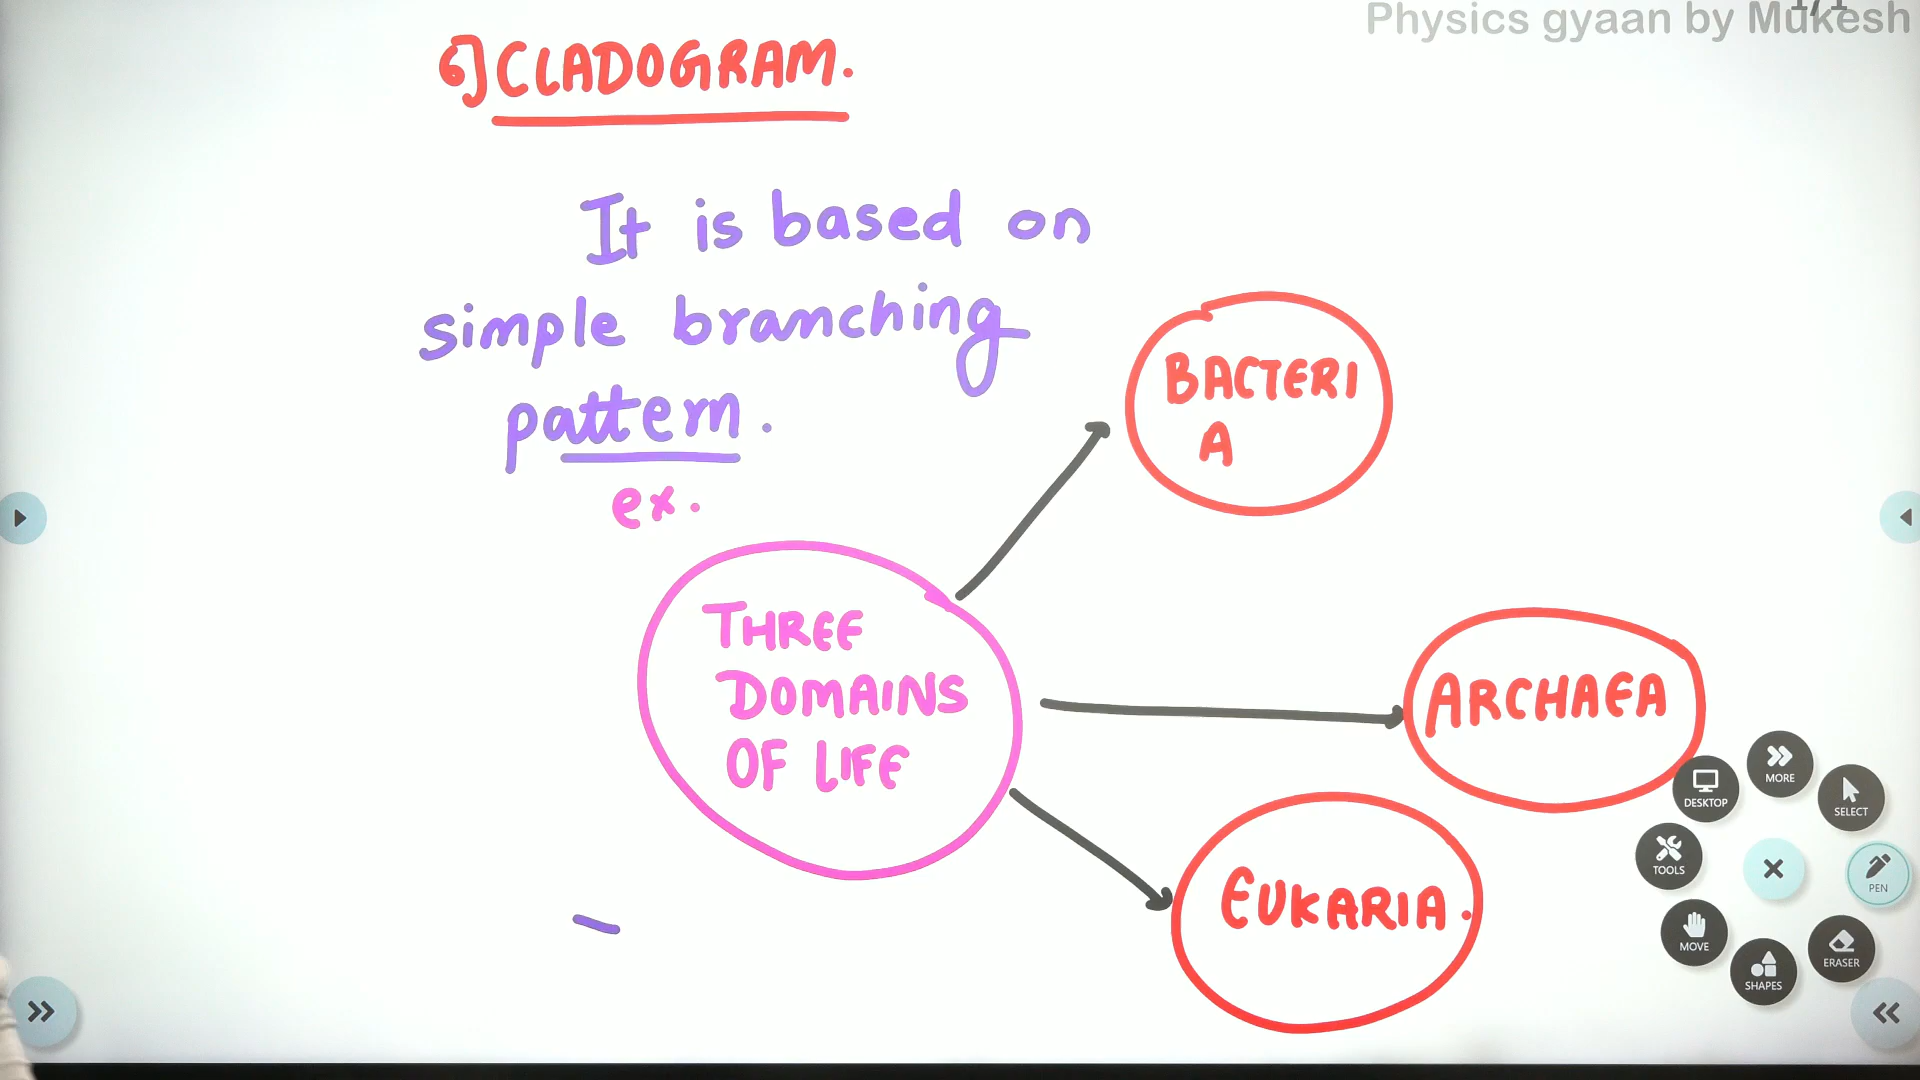 Physics gyaan by Mukesh
6] CLADOGRAM.
It is based on
simple branching
pattern.
ex.
BACTERI
A
THREE
DOMAINS
OF LIFE
ARCHAEA
EUKARIA.
MORE
DESKTOP
SELECT
TOOLS
PEN
MOVE
ERASER
SHAPES